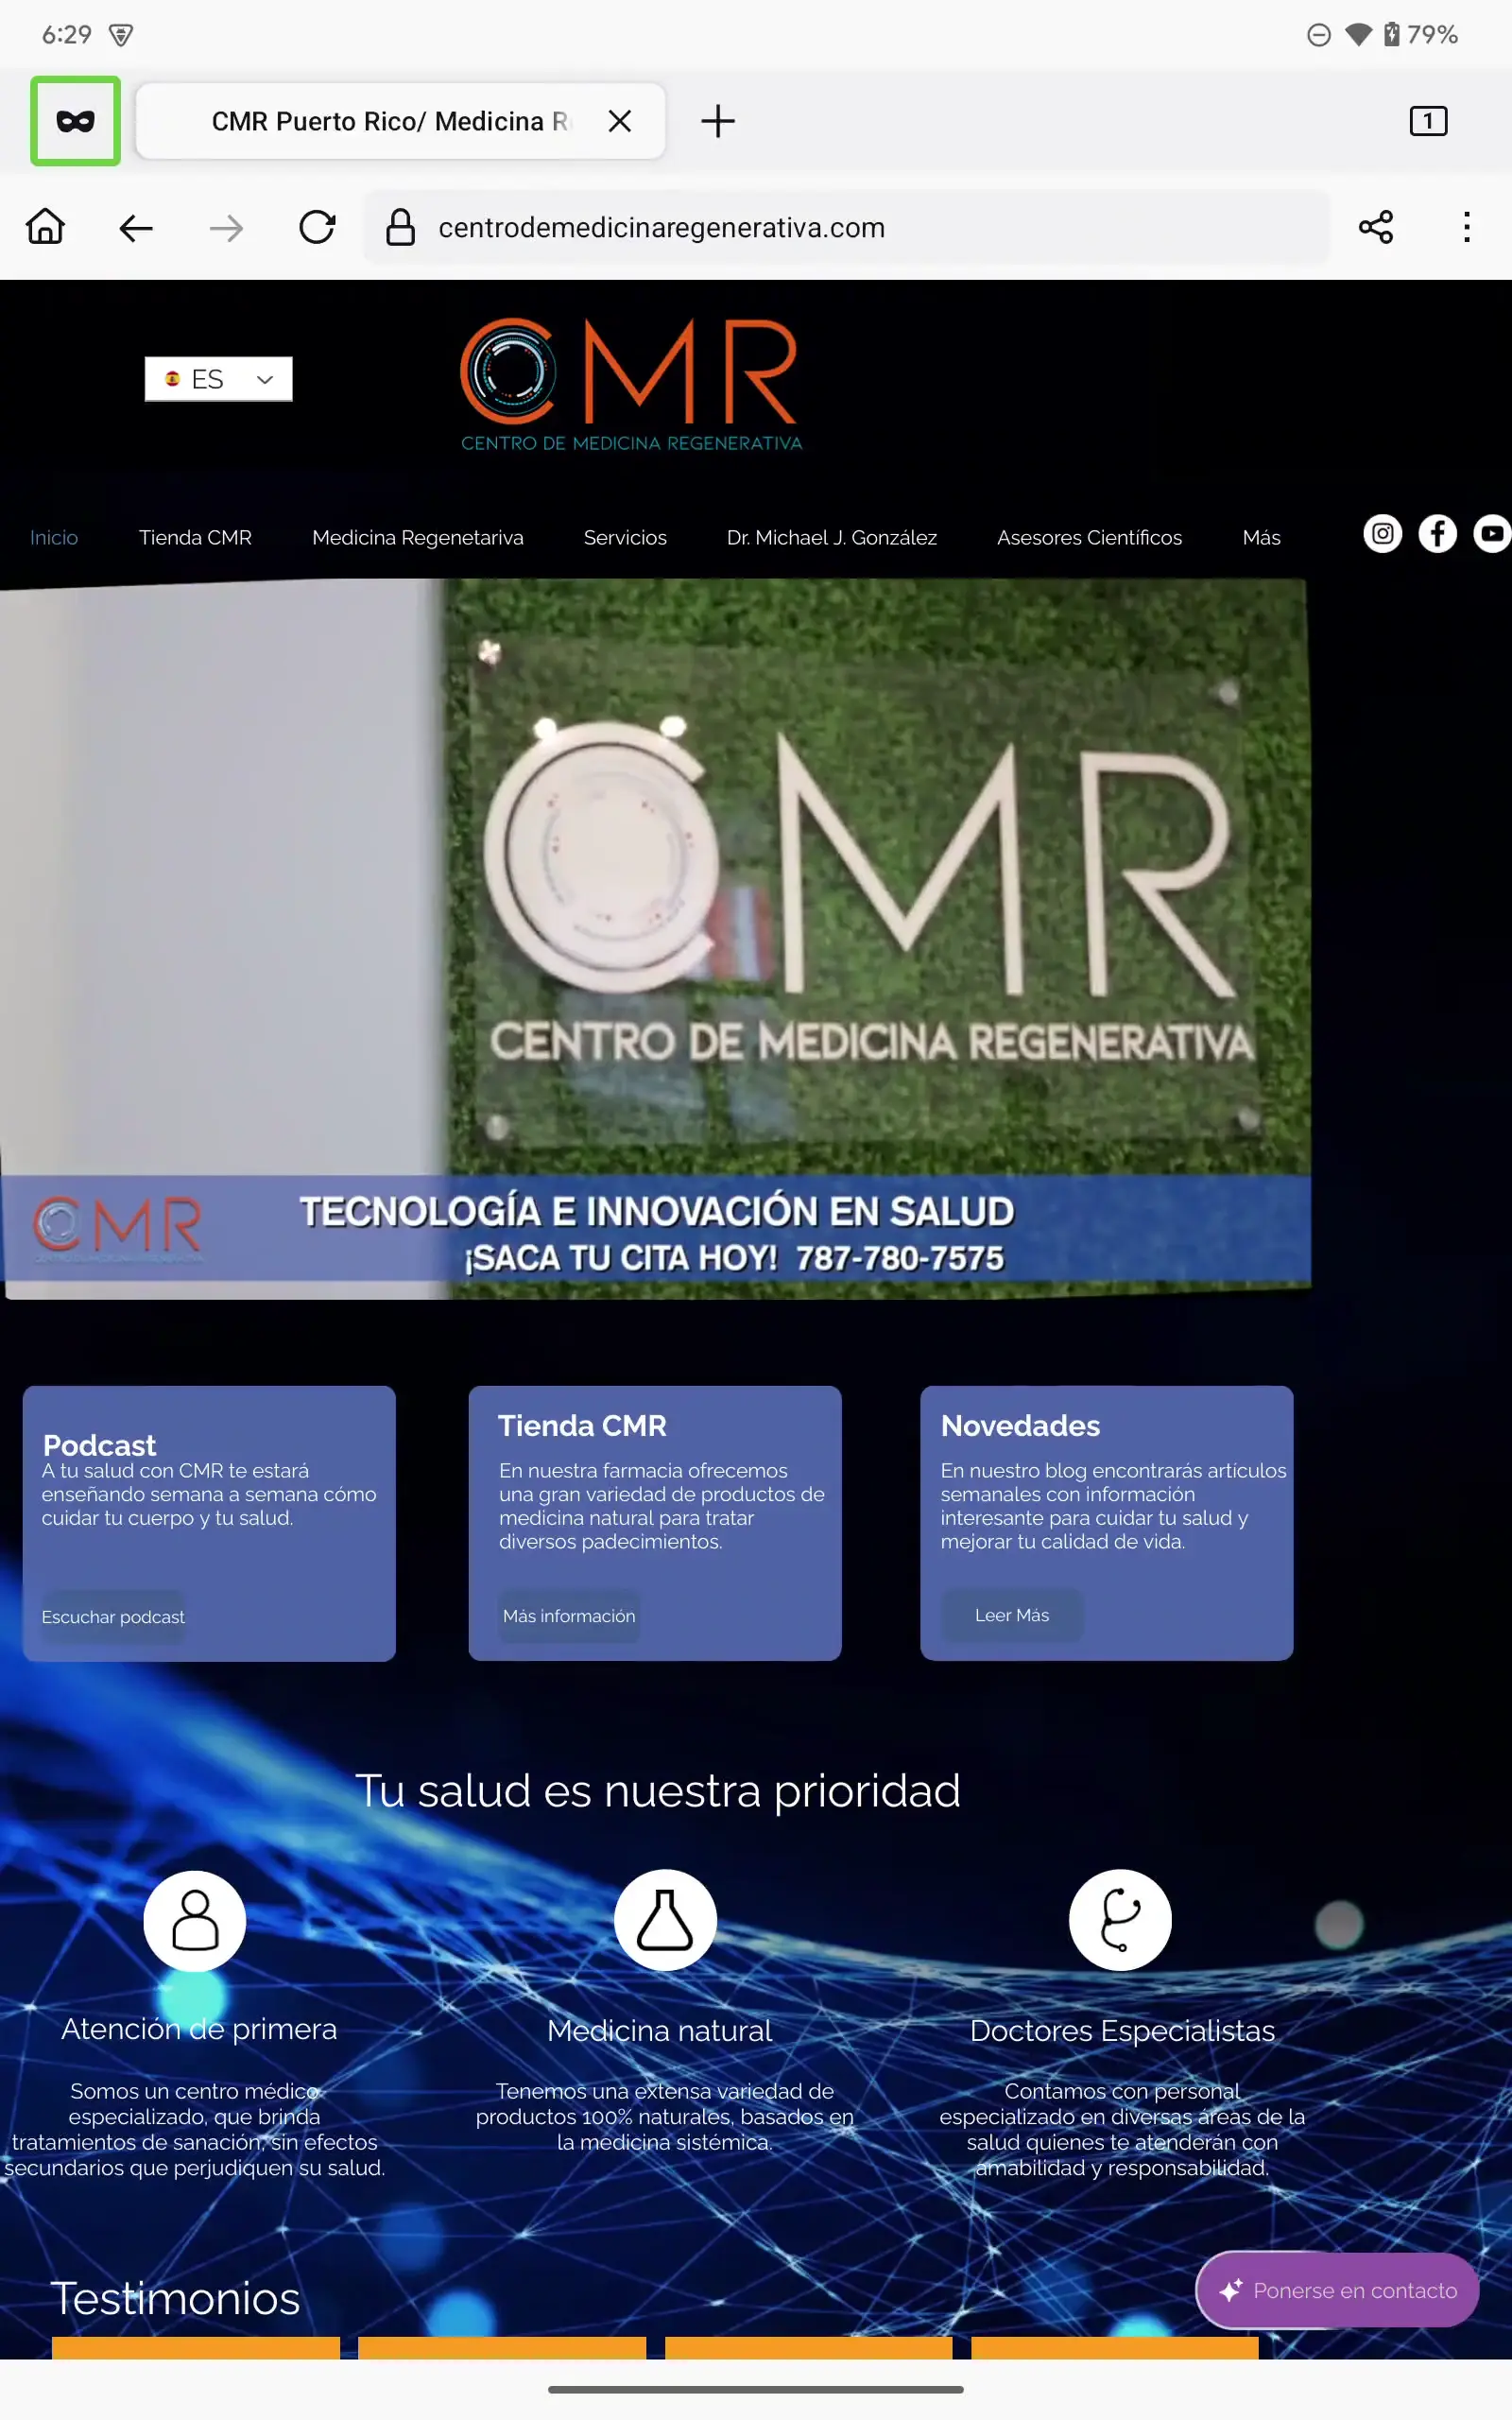 6:29
79%
CMR Puerto Rico/ Medicina R
1
centrodemedicinaregenerativa.com
ES
CMR
CENTRO DE MEDICINA REGENERATIVA
Inicio
Tienda CMR
Medicina Regenetariva
Servicios
Dr. Michael J. González
Asesores Científicos
Más
CMR
CENTRO DE MEDICINA REGENERATIVA
CMR
TECNOLOGÍA E INNOVACIÓN EN SALUD
¡SACA TU CITA HOY! 787-780-7575
Podcast
A tu salud con CMR te estará
enseñando semana a semana cómo
cuidar tu cuerpo y tu salud.
Escuchar podcast
Tienda CMR
En nuestra farmacia ofrecemos
una gran variedad de productos de
medicina natural para tratar
diversos padecimientos.
Más información
Novedades
En nuestro blog encontrarás artículos
semanales con información
interesante para cuidar tu salud y
mejorar tu calidad de vida.
Leer Más
Tu salud es nuestra prioridad
Atención de primera
Somos un centro médico
especializado, que brinda
tratamientos de sanación, sin efectos
secundarios que perjudiquen su salud.
Medicina natural
Tenemos una extensa variedad de
productos 100% naturales, basados en
la medicina sistémica.
Doctores Especialistas
Contamos con personal
especializado en diversas áreas de la
salud quienes te atenderán con
amabilidad y responsabilidad.
Testimonios
Ponerse en contacto